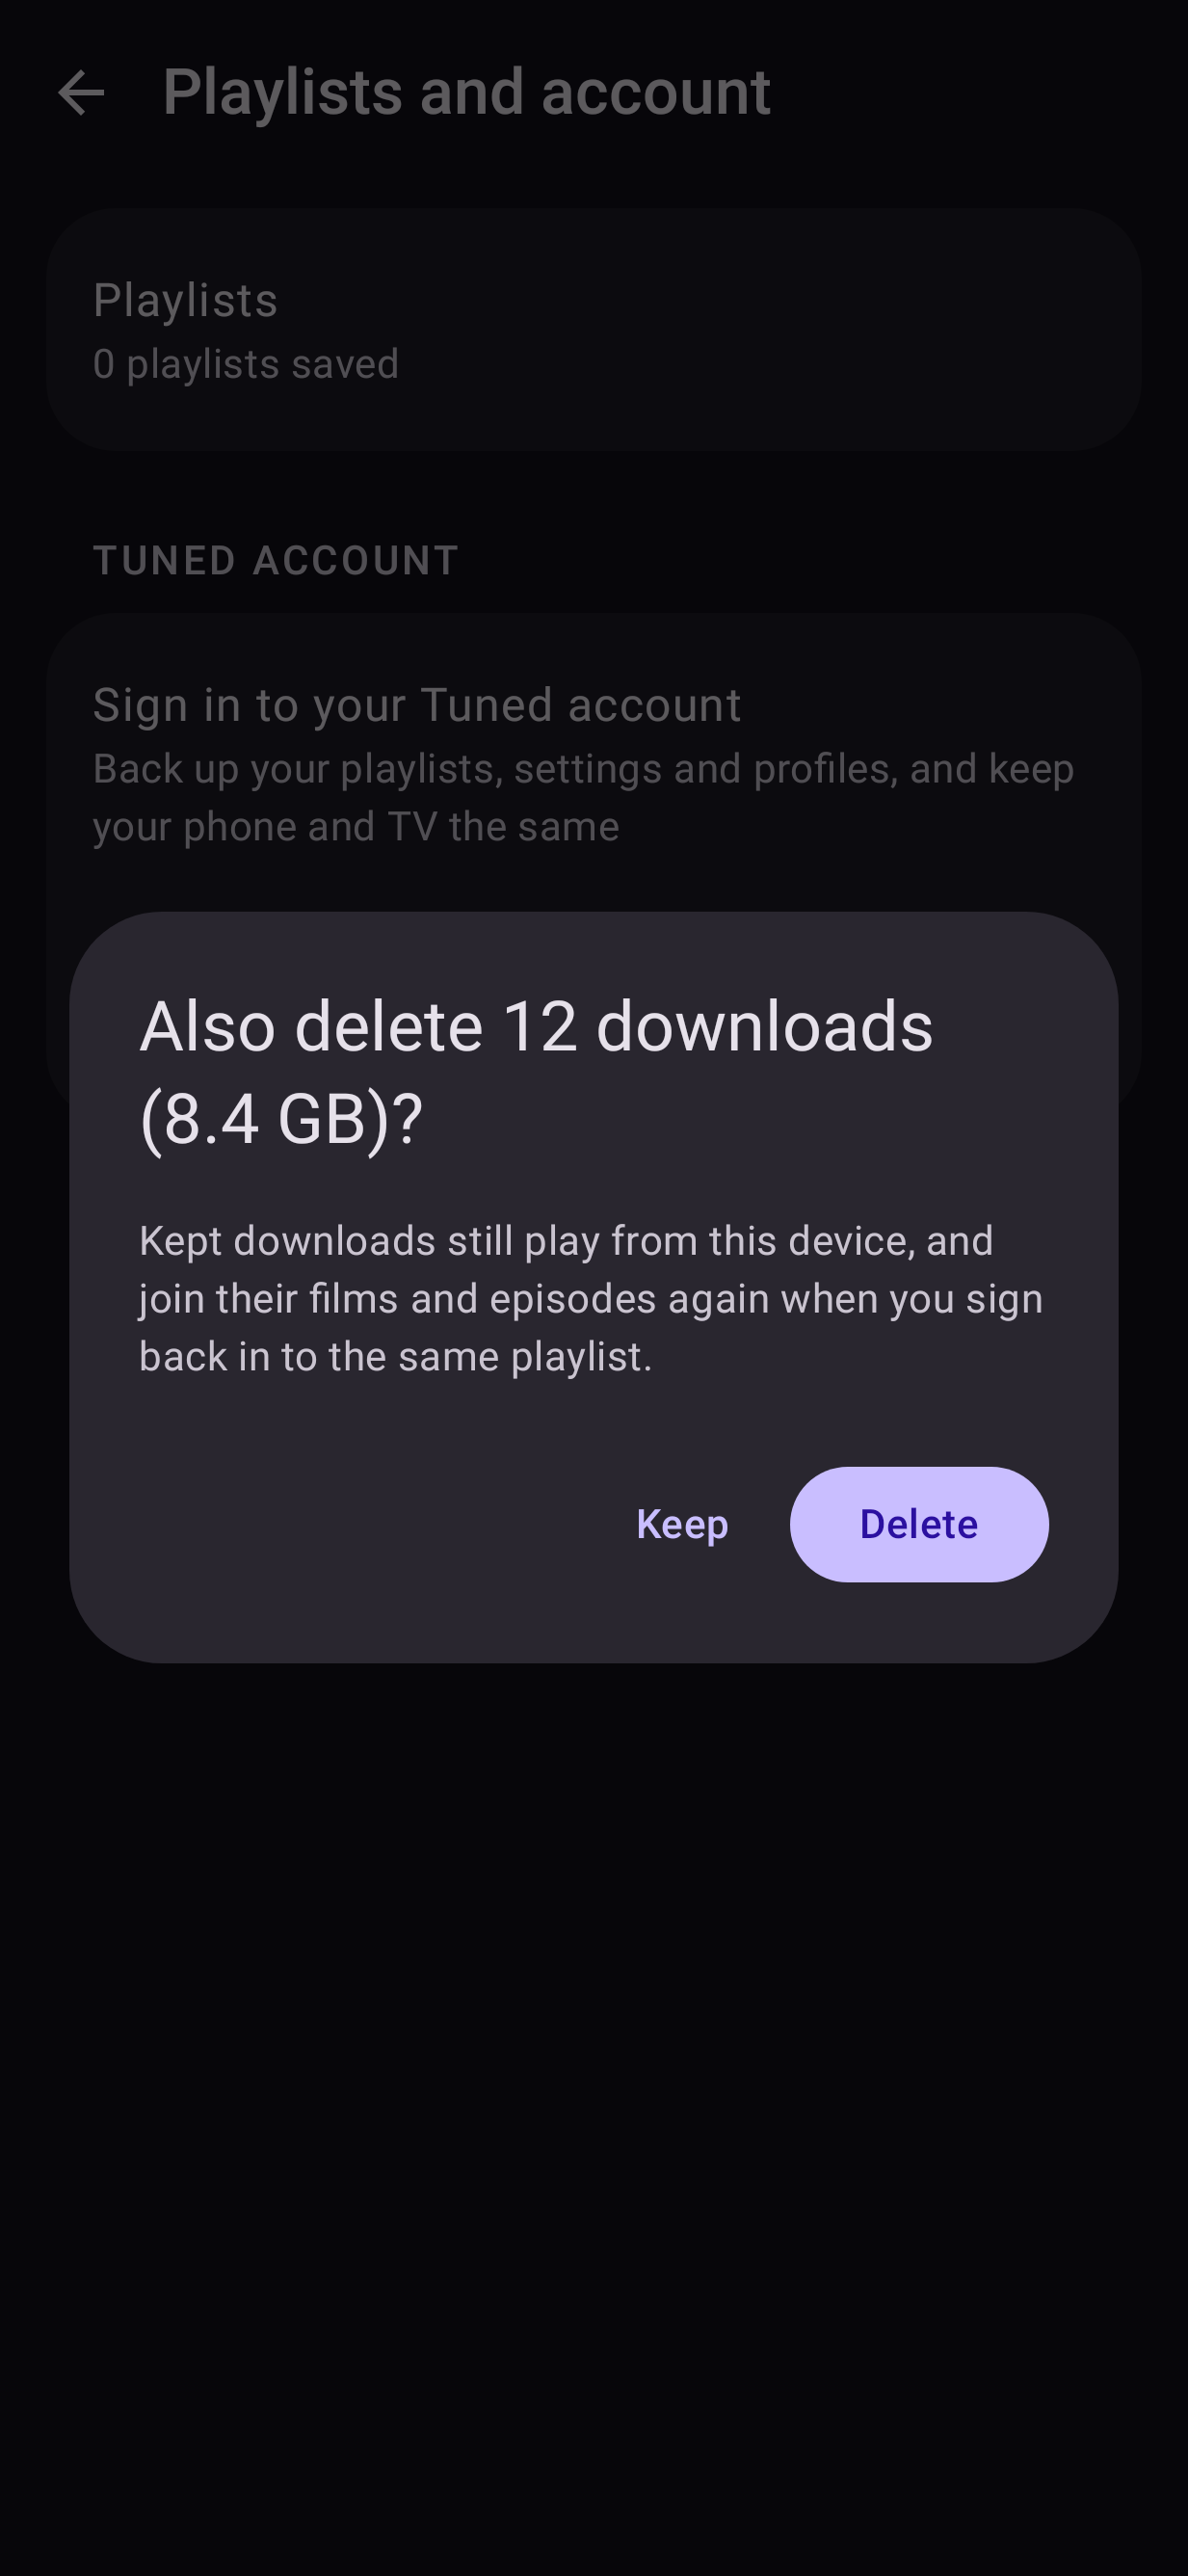 Playlists and account
Playlists
0 playlists saved
TUNED ACCOUNT
Sign in to your Tuned account
Back up your playlists, settings and profiles, and keep
your phone and TV the same
Also delete 12 downloads
(8.4 GB)?
Kept downloads still play from this device, and
join their films and episodes again when you sign
back in to the same playlist.
Keep
Delete